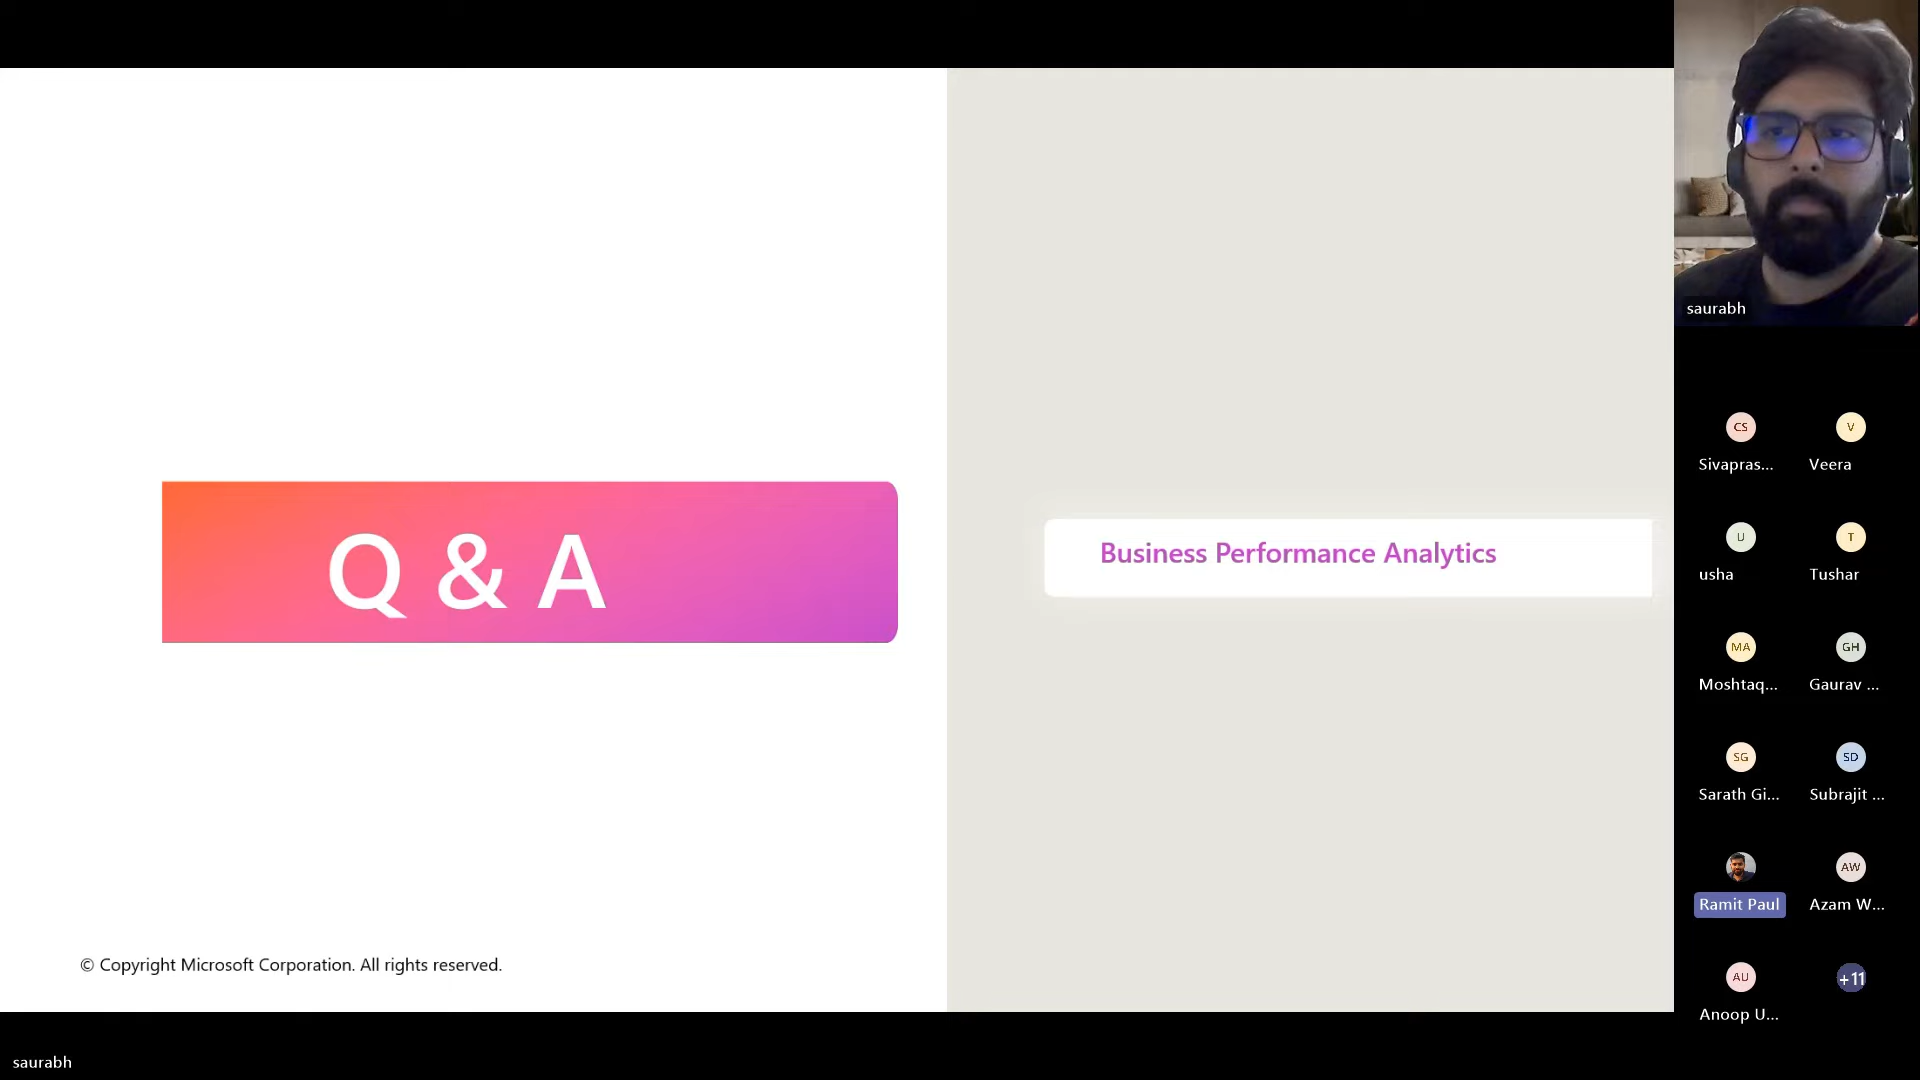 Q & A
Business Performance Analytics
© Copyright Microsoft Corporation. All rights reserved.
saurabh
saurabh
CS
V
Sivapras...
Veera
U
T
usha
Tushar
MA
GH
Moshtaq...
Gaurav ...
SG
SD
Sarath Gi...
Subrajit ...
AW
Ramit Paul
Azam W...
AU
+11
Anoop U...